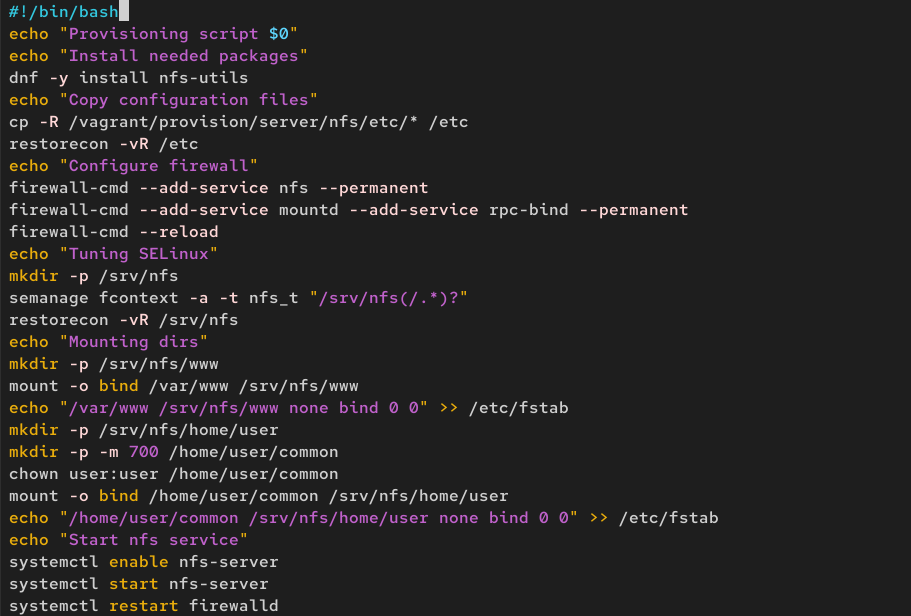 #!/bin/bash
echo "Provisioning script $0"
echo "Install needed packages"
dnf -y install nfs-utils
echo "Copy configuration files"
cp -R /vagrant/provision/server/nfs/etc/* /etc
restorecon -vR /etc
echo "Configure firewall"
firewall-cmd --add-service nfs --permanent
firewall-cmd --add-service mountd --add-service rpc-bind --permanent
firewall-cmd --reload
echo "Tuning SELinux"
mkdir -p /srv/nfs
semanage fcontext -a -t nfs_t "/srv/nfs(/.*)?"
restorecon -vR /srv/nfs
echo "Mounting dirs"
mkdir -p /srv/nfs/www
mount -o bind /var/www /srv/nfs/www
echo "/var/www /srv/nfs/www none bind 0 0" >> /etc/fstab
mkdir -p /srv/nfs/home/user
mkdir -p -m 700 /home/user/common
chown user:user /home/user/common
mount -o bind /home/user/common /srv/nfs/home/user
echo "/home/user/common /srv/nfs/home/user none bind 0 0" >> /etc/fstab
echo "Start nfs service"
systemctl enable nfs-server
systemctl start nfs-server
systemctl restart firewalld